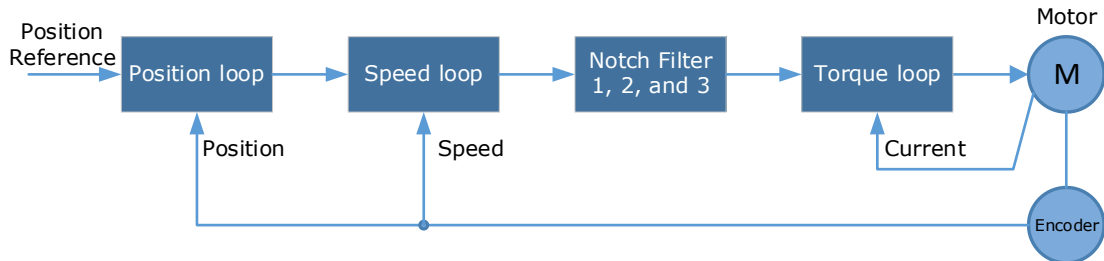 Position
Reference
Position loop
Speed loop
Notch Filter
1, 2, and 3
Torque loop
Motor
M
Position
Speed
Current
Encoder